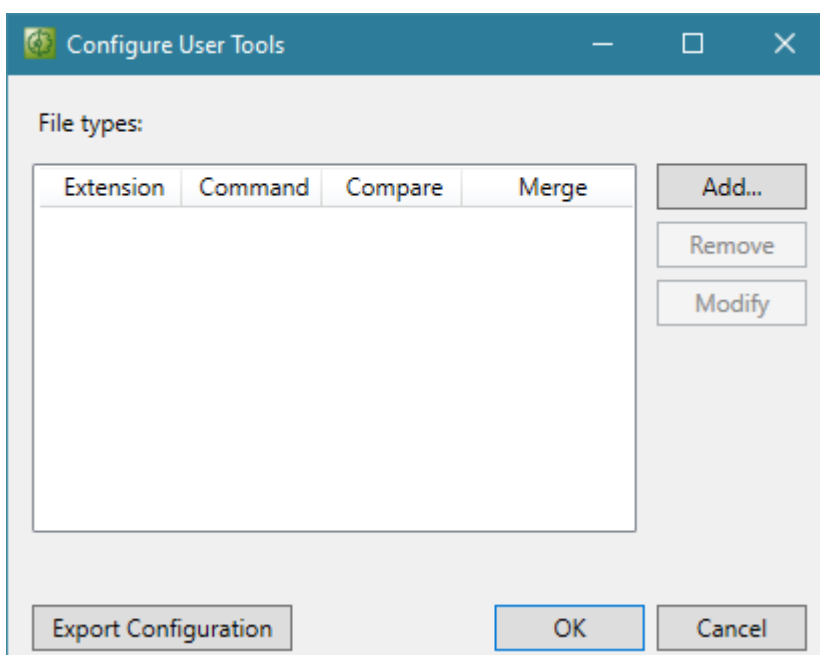 Configure User Tools
File types:
Extension Command Compare Merge
Add...
Remove
Modify
Export Configuration OK Cancel